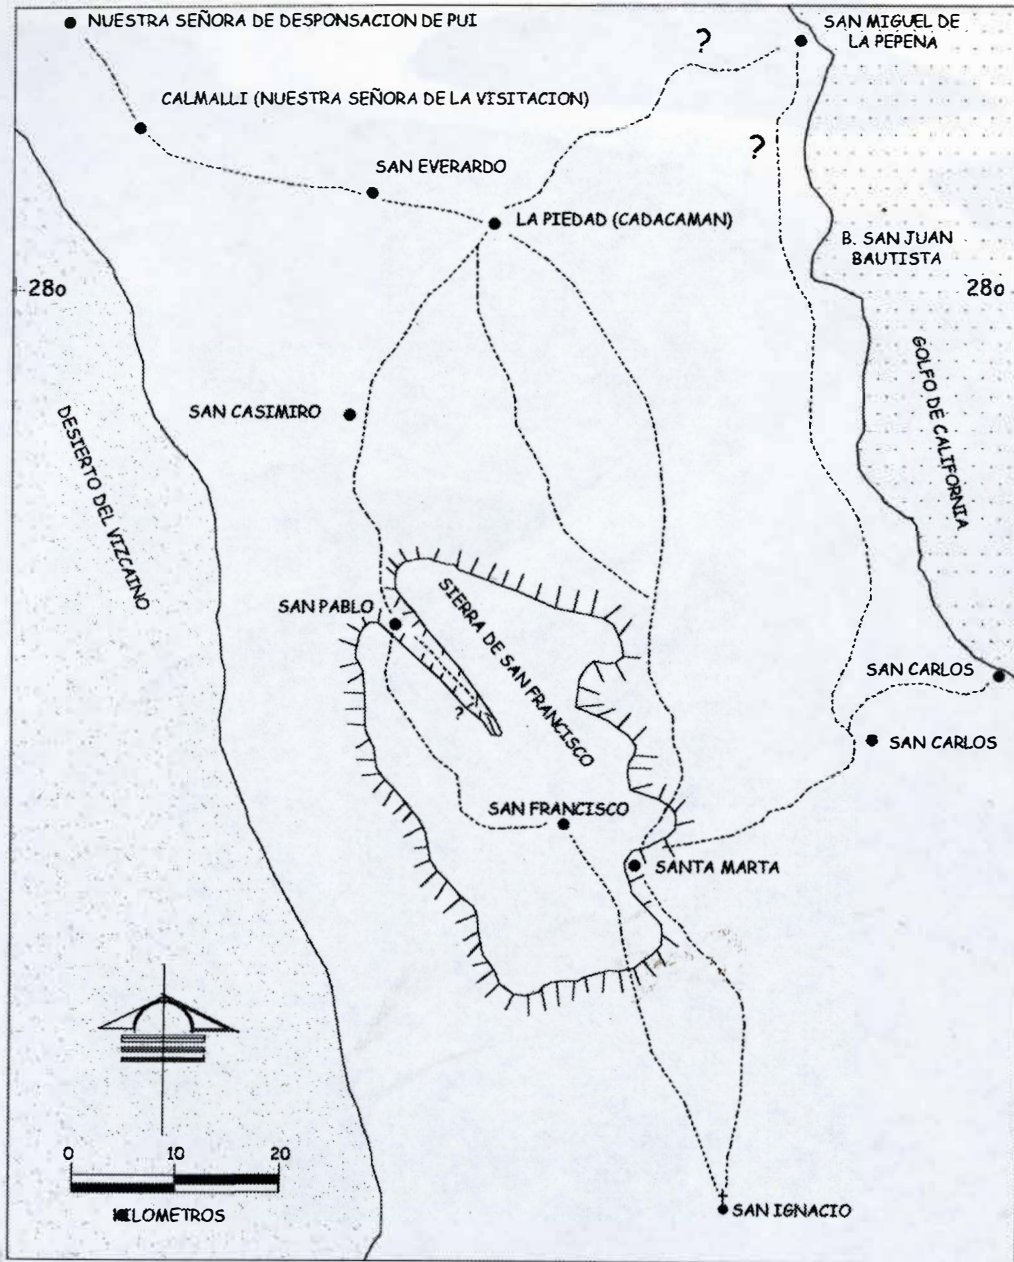 NUESTRA SEÑORA DE DESPONSACION DE PUI
SAN MIGUEL DE
LA PEPENA
?
CALMALLI (NUESTRA SEÑORA DE LA VISITACION)
?
SAN EVERARDO
LA PIEDAD (CADACAMAN)
B. SAN JUAN
BAUTISTA
28o
28o
GOLFO DE CALIFORNIA
SAN CASIMIRO
DESIERTO DEL VIZCAINO
SAN PABLO
SIERRA DE SAN FRANCISCO
?
SAN CARLOS
SAN CARLOS
SAN FRANCISCO
SANTA MARTA
0 10 20
KILOMETROS
SAN IGNACIO